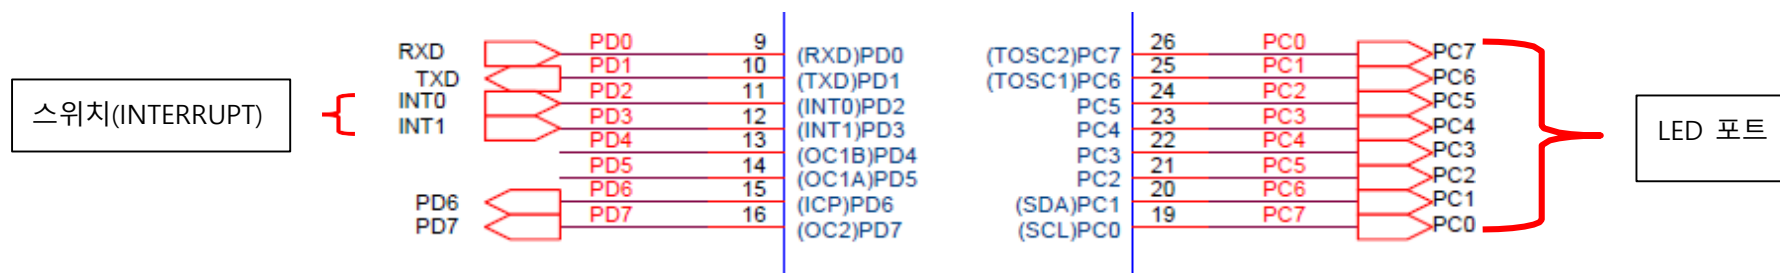 스위치(INTERRUPT)
RXD PD0 9 (RXD)PD0
TXD PD1 10 (TXD)PD1
INT0 PD2 11 (INT0)PD2
INT1 PD3 12 (INT1)PD3
PD4 13 (OC1B)PD4
PD5 14 (OC1A)PD5
PD6 PD6 15 (ICP)PD6
PD7 PD7 16 (OC2)PD7
(TOSC2)PC7 26 PC0 PC7
(TOSC1)PC6 25 PC1 PC6
PC5 24 PC2 PC5
PC4 23 PC3 PC4
PC3 22 PC4 PC3
PC2 21 PC5 PC2
(SDA)PC1 20 PC6 PC1
(SCL)PC0 19 PC7 PC0
LED 포트